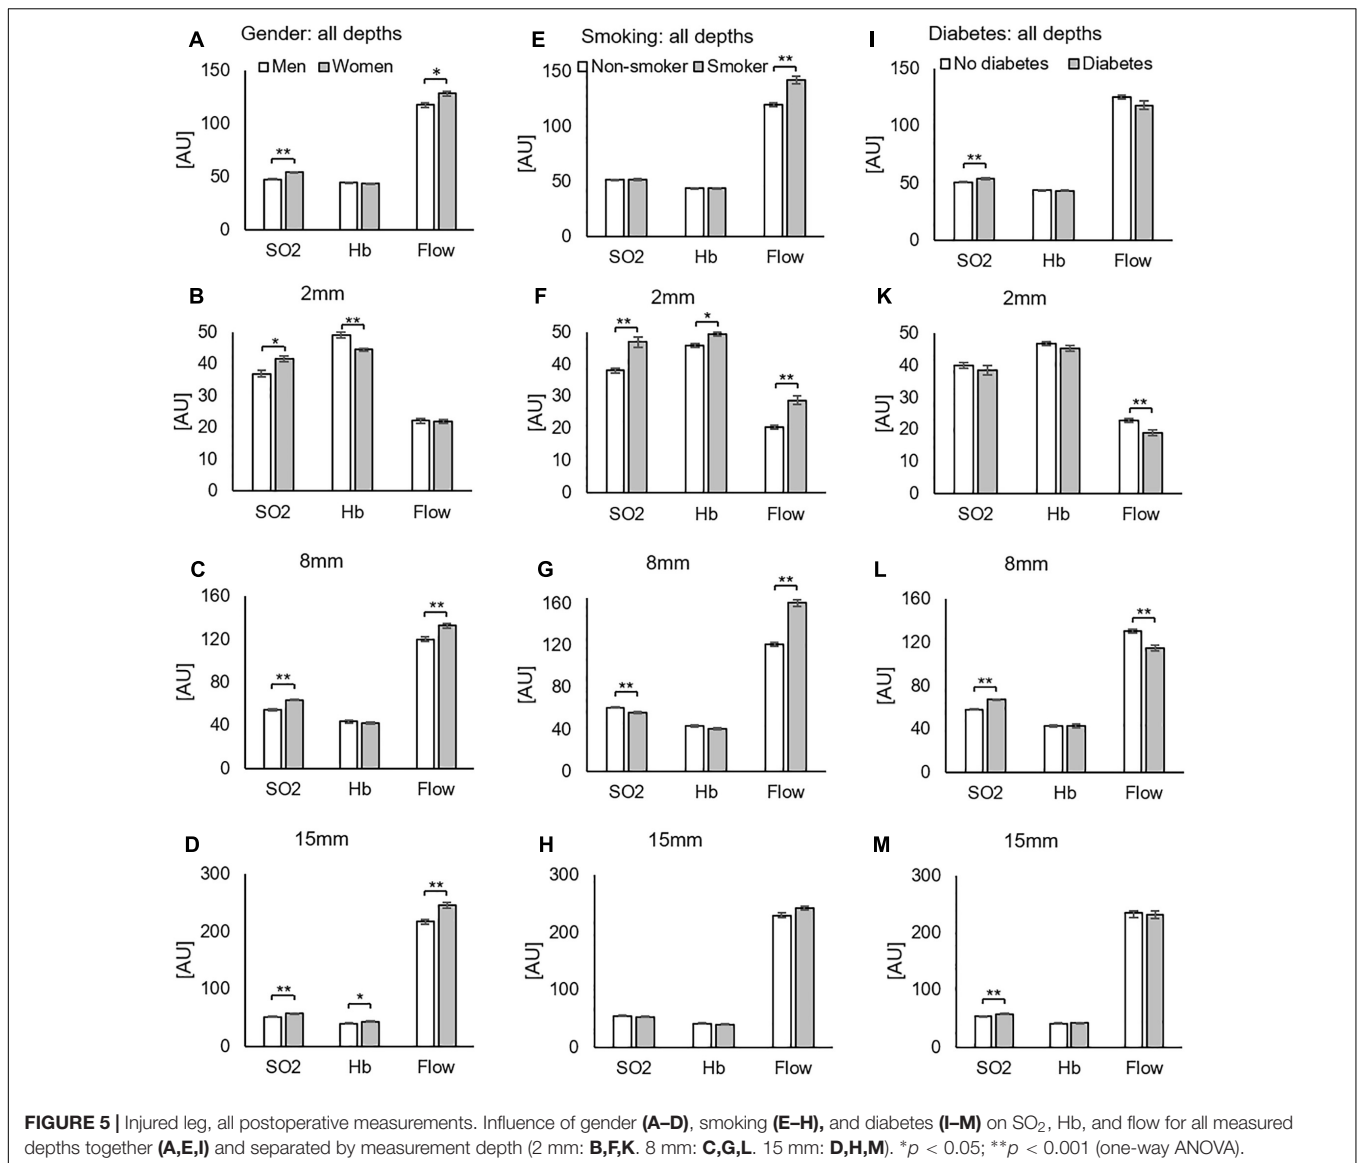 A Gender: all depths
Men Women
[AU]
150
100
50
0
** *
SO2 Hb Flow
E Smoking: all depths
Non-smoker Smoker
[AU]
150
100
50
0
**
SO2 Hb Flow
I Diabetes: all depths
No diabetes Diabetes
[AU]
150
100
50
0
**
SO2 Hb Flow
B 2mm
[AU]
50
40
30
20
10
0
* **
SO2 Hb Flow
F 2mm
[AU]
50
40
30
20
10
0
** * **
SO2 Hb Flow
K 2mm
[AU]
50
40
30
20
10
0
**
SO2 Hb Flow
C 8mm
[AU]
160
120
80
40
0
** **
SO2 Hb Flow
G 8mm
[AU]
160
120
80
40
0
** **
SO2 Hb Flow
L 8mm
[AU]
160
120
80
40
0
** **
SO2 Hb Flow
D 15mm
[AU]
300
200
100
0
** * **
SO2 Hb Flow
H 15mm
[AU]
300
200
100
0
SO2 Hb Flow
M 15mm
[AU]
300
200
100
0
**
SO2 Hb Flow
FIGURE 5 | Injured leg, all postoperative measurements. Influence of gender (A–D), smoking (E–H), and diabetes (I–M) on SO₂, Hb, and flow for all measured
depths together (A,E,I) and separated by measurement depth (2 mm: B,F,K. 8 mm: C,G,L. 15 mm: D,H,M). *p < 0.05; **p < 0.001 (one-way ANOVA).